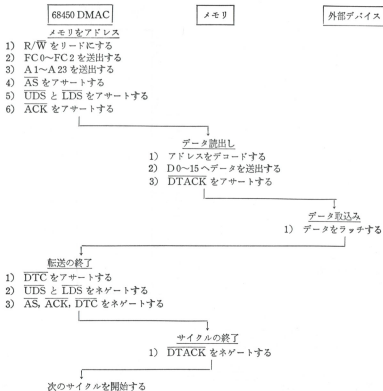 68450 DMAC
メモリ
外部デバイス
メモリをアドレス
1) R/W̅ をリードにする
2) FC0～FC2 を送出する
3) A1～A23 を送出する
4) A̅S̅ をアサートする
5) U̅D̅S̅ と L̅D̅S̅ をアサートする
6) A̅C̅K̅ をアサートする
データ読出し
1) アドレスをデコードする
2) D0～15へデータを送出する
3) D̅T̅A̅C̅K̅ をアサートする
データ取込み
1) データをラッチする
転送の終了
1) D̅T̅C̅ をアサートする
2) U̅D̅S̅ と L̅D̅S̅ をネゲートする
3) A̅S̅, A̅C̅K̅, D̅T̅C̅ をネゲートする
サイクルの終了
1) D̅T̅A̅C̅K̅ をネゲートする
次のサイクルを開始する